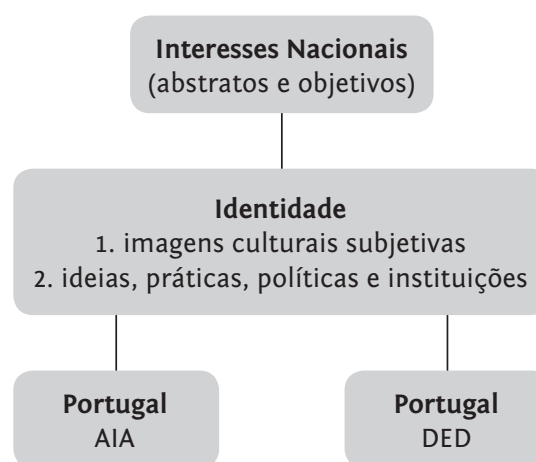 Interesses Nacionais
(abstratos e objetivos)
Identidade
1. imagens culturais subjetivas
2. ideias, práticas, políticas e instituições
Portugal
AIA
Portugal
DED